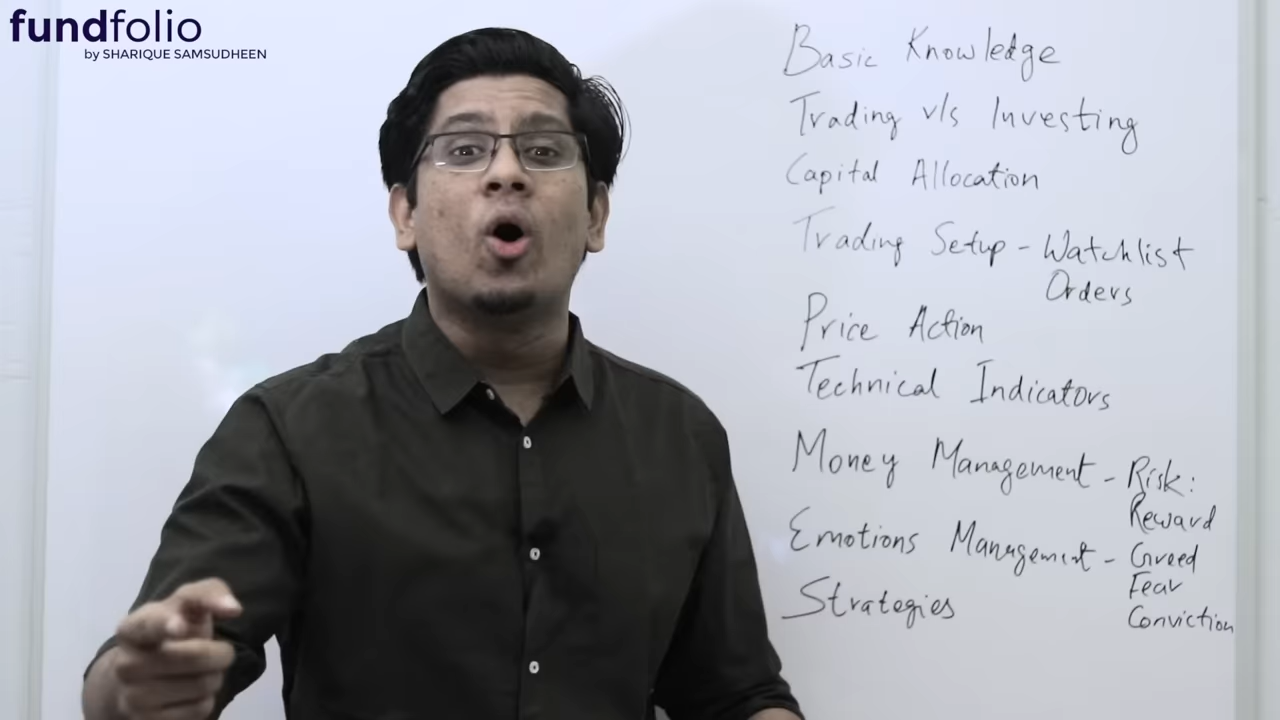 fundfolio
by SHARIQUE SAMSUDHEEN
Basic Knowledge
Trading v/s Investing
Capital Allocation
Trading Setup - Watchlist
Orders
Price Action
Technical Indicators
Money Management - Risk:
Reward
Emotions Management - Greed
Fear
Conviction
Strategies